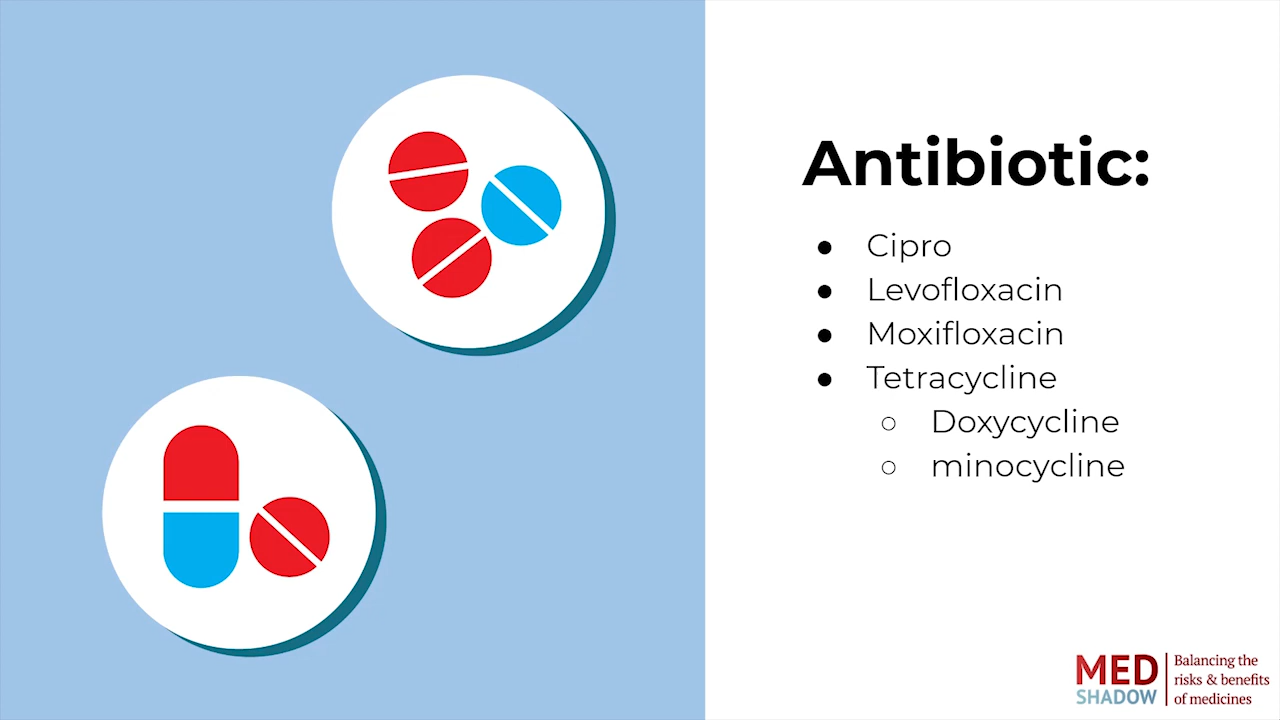 Antibiotic:
● Cipro
● Levofloxacin
● Moxifloxacin
● Tetracycline
○ Doxycycline
○ minocycline
MED SHADOW
Balancing the
risks & benefits
of medicines